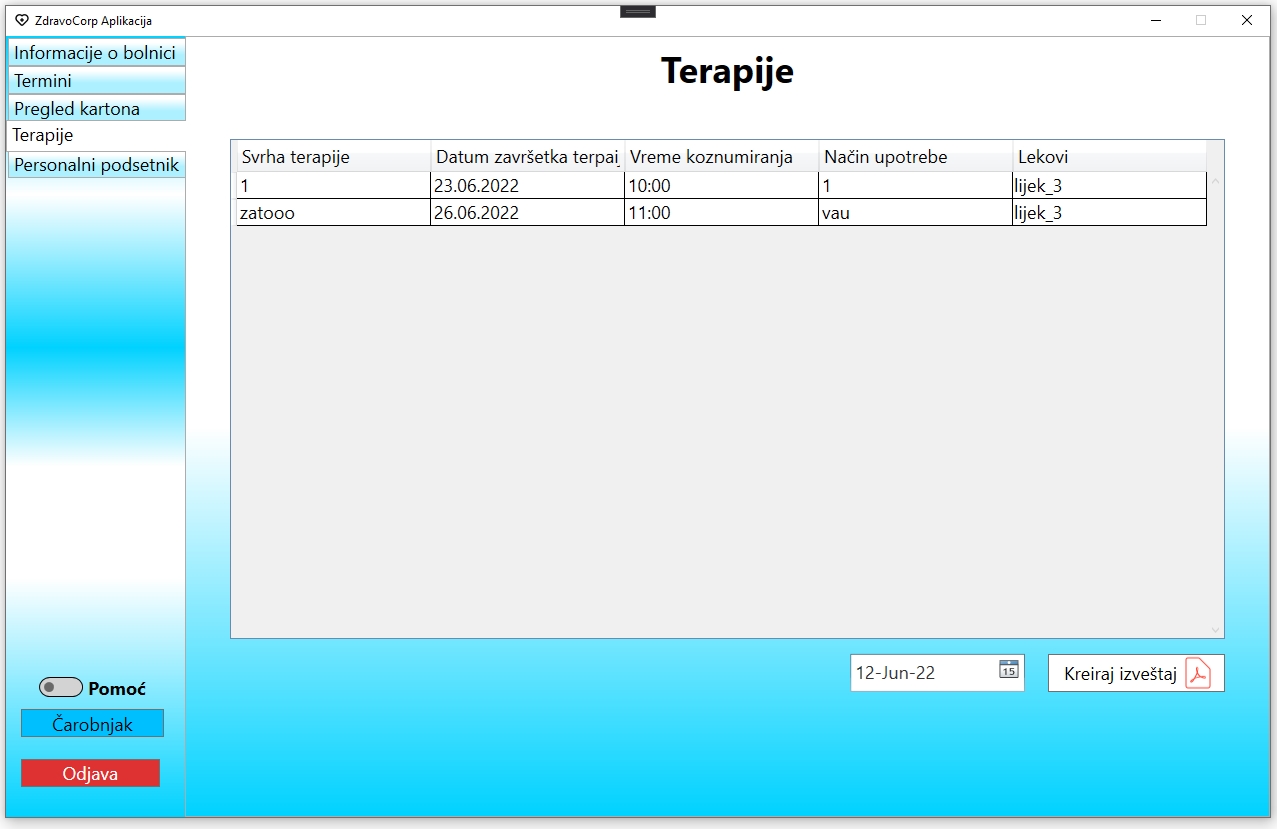 ZdravoCorp Aplikacija
Informacije o bolnici
Termini
Pregled kartona
Terapije
Personalni podsetnik
Terapije
Svrha terapije Datum završetka terpaj Vreme koznumiranja Način upotrebe Lekovi
1 23.06.2022 10:00 1 lijek_3
zatooo 26.06.2022 11:00 vau lijek_3
12-Jun-22 15 Kreiraj izveštaj
Pomoć
Čarobnjak
Odjava